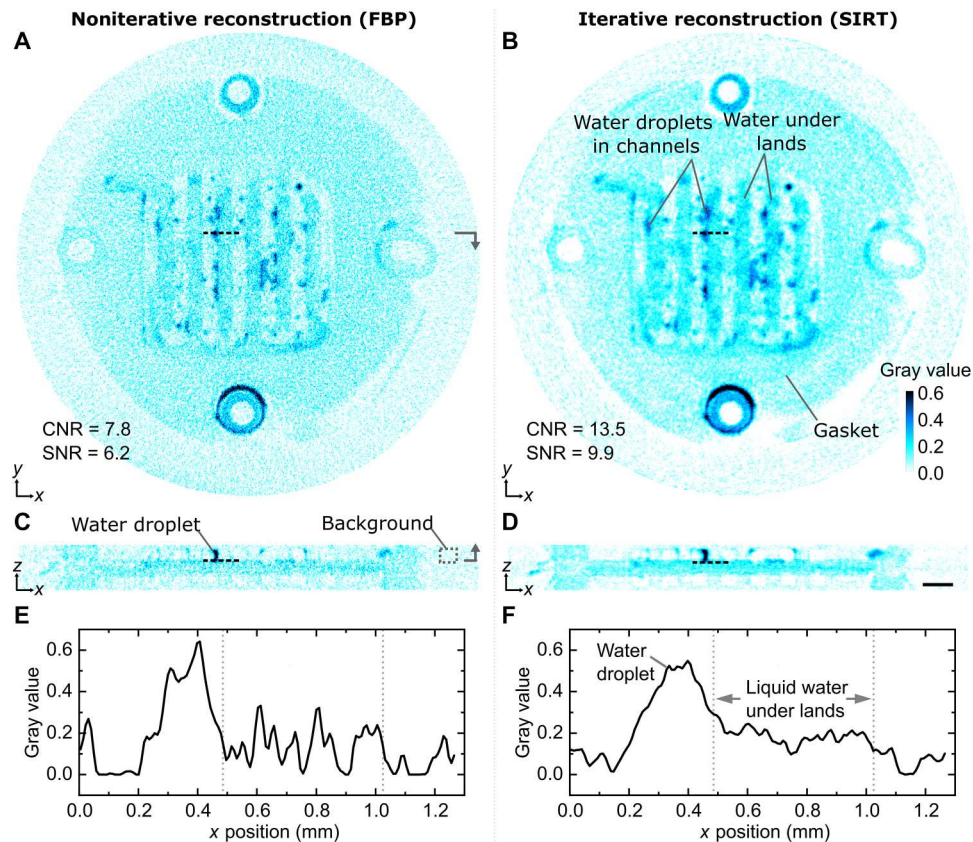 Noniterative reconstruction (FBP)
Iterative reconstruction (SIRT)
A
B
Water droplets
in channels
Water under
lands
CNR = 7.8
SNR = 6.2
y
x
CNR = 13.5
SNR = 9.9
y
x
Gasket
Gray value
0.6
0.4
0.2
0.0
C
Water droplet
Background
z
x
D
z
x
E
Gray value
0.6
0.4
0.2
0.0
0.0 0.2 0.4 0.6 0.8 1.0 1.2
x position (mm)
F
Water
droplet
Liquid water
under lands
Gray value
0.6
0.4
0.2
0.0
0.0 0.2 0.4 0.6 0.8 1.0 1.2
x position (mm)